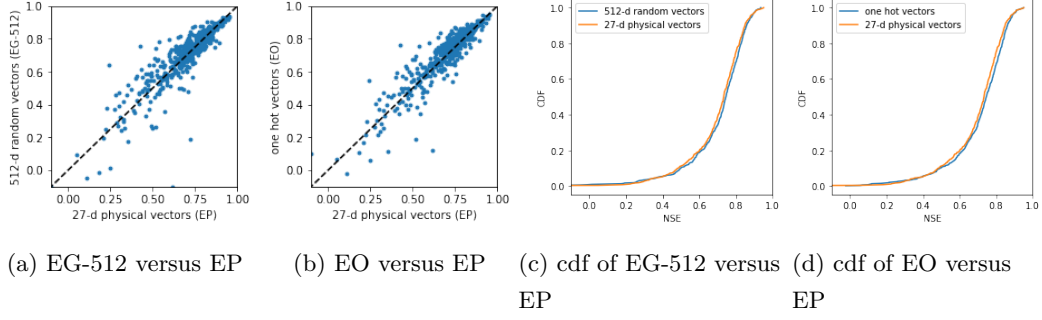 512-d random vectors (EG-512)
1.0
0.8
0.6
0.4
0.2
0.0
0.00 0.25 0.50 0.75 1.00
27-d physical vectors (EP)
one hot vectors (EO)
1.0
0.8
0.6
0.4
0.2
0.0
0.00 0.25 0.50 0.75 1.00
27-d physical vectors (EP)
512-d random vectors
27-d physical vectors
CDF
1.0
0.8
0.6
0.4
0.2
0.0
0.0 0.2 0.4 0.6 0.8 1.0
NSE
one hot vectors
27-d physical vectors
CDF
1.0
0.8
0.6
0.4
0.2
0.0
0.0 0.2 0.4 0.6 0.8 1.0
NSE
(a) EG-512 versus EP
(b) EO versus EP
(c) cdf of EG-512 versus
EP
(d) cdf of EO versus
EP